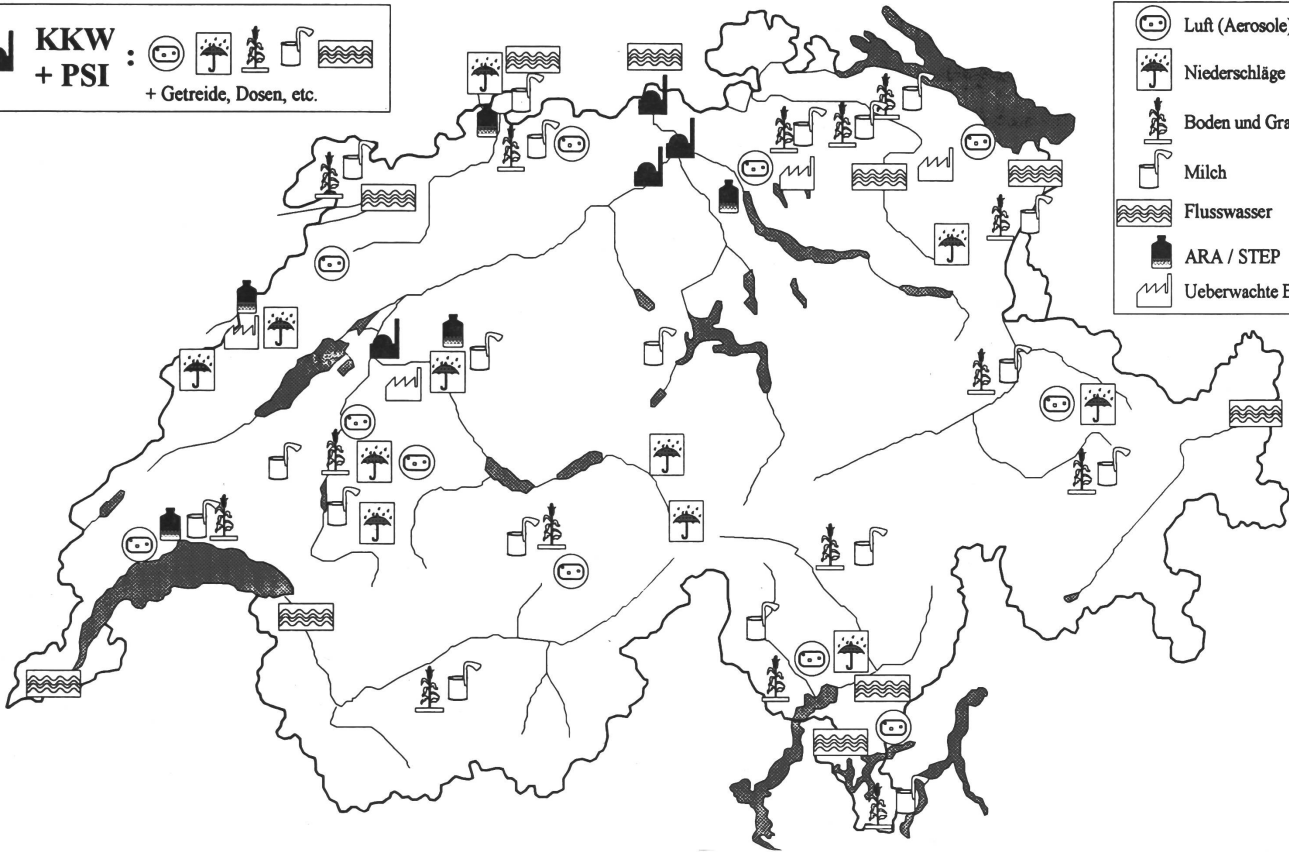 KKW :
+ PSI
+ Getreide, Dosen, etc.
Luft (Aerosole)
Niederschläge
Boden und Gra
Milch
Flusswasser
ARA / STEP
Ueberwachte B